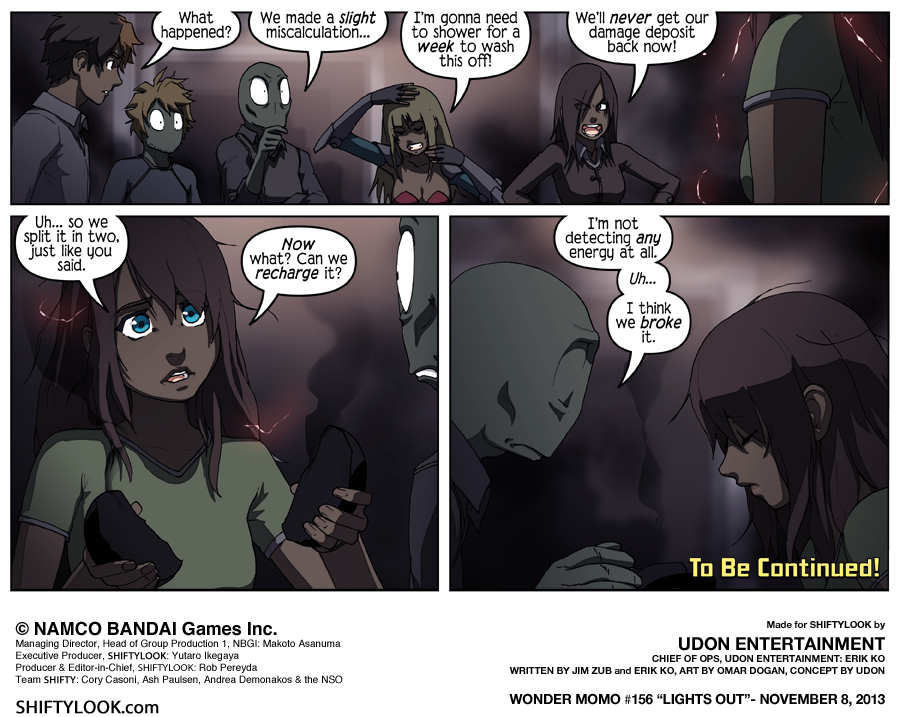 What
happened?
We made a slight
miscalculation...
I'm gonna need
to shower for a
week to wash
this off!
We'll never get our
damage deposit
back now!
Uh... so we
split it in two,
just like you
said.
Now
what? Can we
recharge it?
I'm not
detecting any
energy at all.
Uh...
I think
we broke
it.
To Be Continued!
© NAMCO BANDAI Games Inc.
Managing Director, Head of Group Production 1, NBGI: Makoto Asanuma
Executive Producer, SHIFTYLOOK: Yutaro Ikegaya
Producer & Editor-in-Chief, SHIFTYLOOK: Rob Pereyda
Team SHIFTY: Cory Casoni, Ash Paulsen, Andrea Demonakos & the NSO
SHIFTYLOOK.com
Made for SHIFTYLOOK by
UDON ENTERTAINMENT
CHIEF OF OPS, UDON ENTERTAINMENT: ERIK KO
WRITTEN BY JIM ZUB and ERIK KO, ART BY OMAR DOGAN, CONCEPT BY UDON
WONDER MOMO #156 “LIGHTS OUT”- NOVEMBER 8, 2013